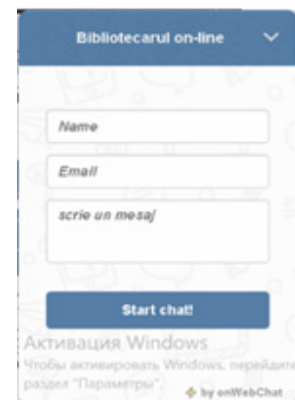 Bibliotecarul on-line
Name
Email
scrie un mesaj
Start chat!
Активация Windows
Чтобы активировать Windows, перейдите
раздел "Параметры".
by onWebChat